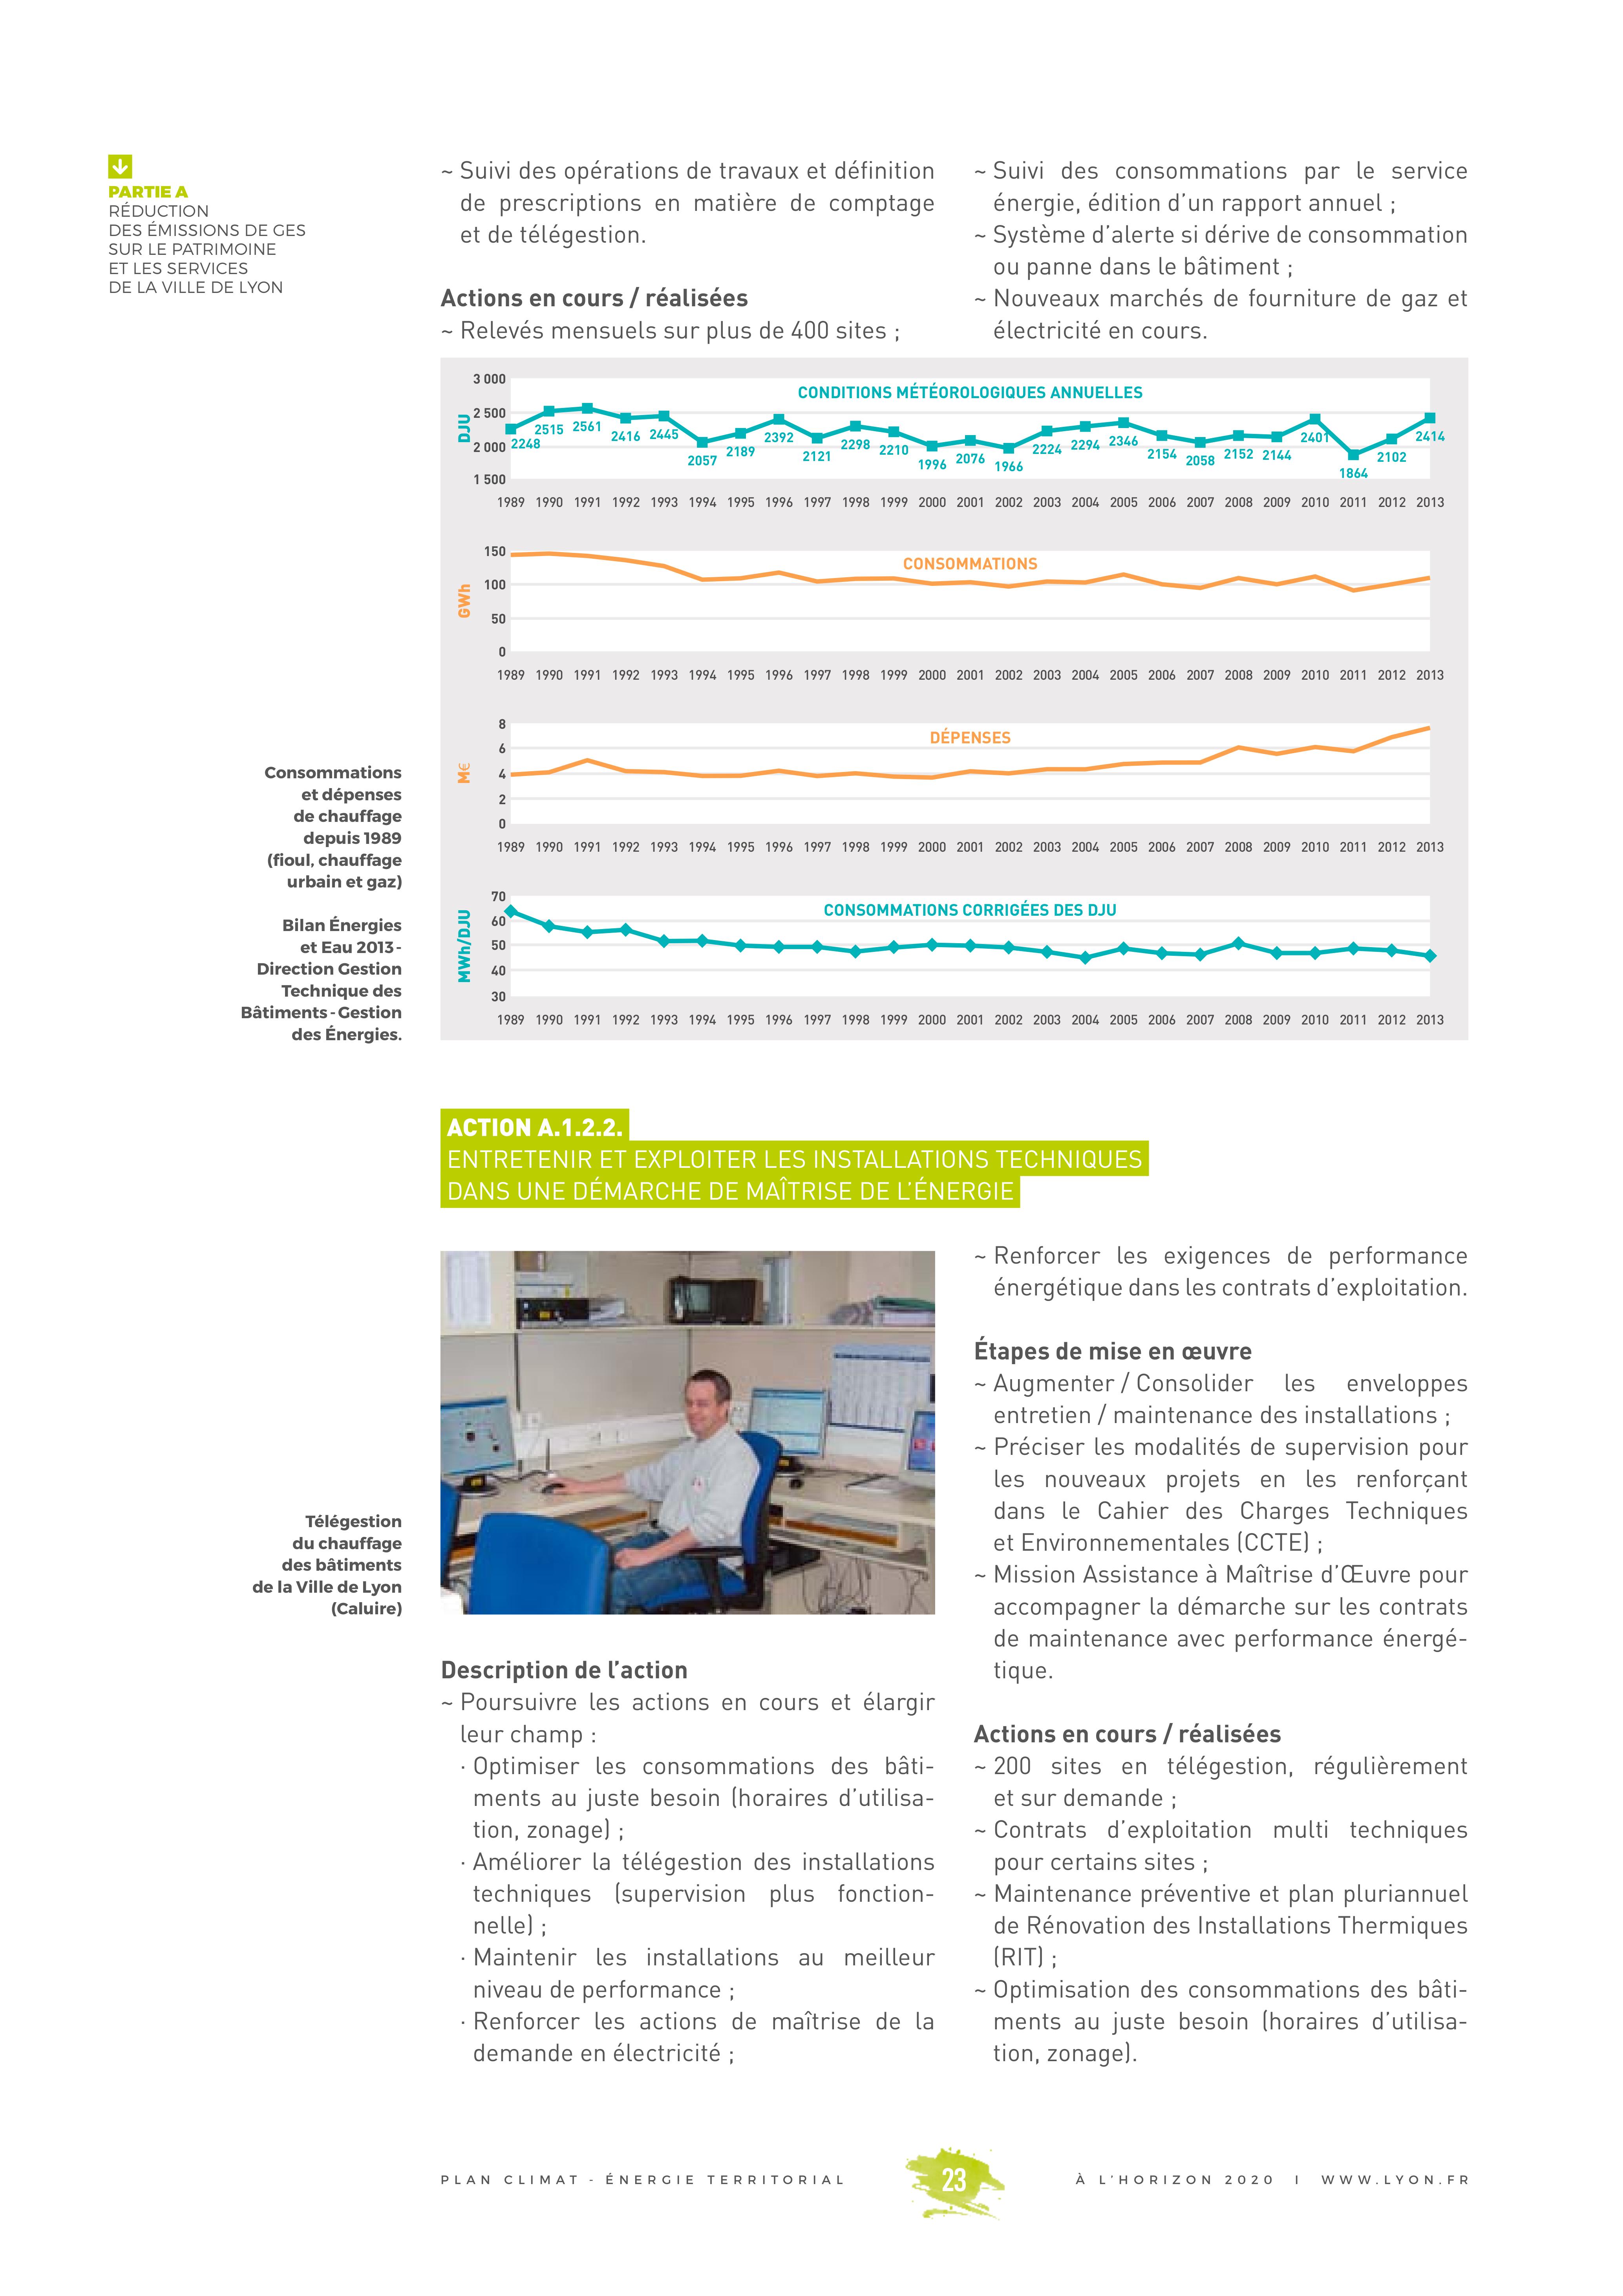 PARTIE A
RÉDUCTION
DES ÉMISSIONS DE GES
SUR LE PATRIMOINE
ET LES SERVICES
DE LA VILLE DE LYON
~ Suivi des opérations de travaux et définition
de prescriptions en matière de comptage
et de télégestion.
Actions en cours / réalisées
~ Relevés mensuels sur plus de 400 sites ;
~ Suivi des consommations par le service
énergie, édition d'un rapport annuel ;
~ Système d'alerte si dérive de consommation
ou panne dans le bâtiment ;
~ Nouveaux marchés de fourniture de gaz et
électricité en cours.
CONDITIONS MÉTÉOROLOGIQUES ANNUELLES
DJU
3 000
2 500
2 000
1 500
2248 2515 2561 2416 2445 2057 2189 2392 2121 2298 2210 1996 2076 1966 2224 2294 2346 2154 2058 2152 2144 2401 1864 2102 2414
1989 1990 1991 1992 1993 1994 1995 1996 1997 1998 1999 2000 2001 2002 2003 2004 2005 2006 2007 2008 2009 2010 2011 2012 2013
CONSOMMATIONS
GWh
150
100
50
0
1989 1990 1991 1992 1993 1994 1995 1996 1997 1998 1999 2000 2001 2002 2003 2004 2005 2006 2007 2008 2009 2010 2011 2012 2013
DÉPENSES
M€
8
6
4
2
0
1989 1990 1991 1992 1993 1994 1995 1996 1997 1998 1999 2000 2001 2002 2003 2004 2005 2006 2007 2008 2009 2010 2011 2012 2013
CONSOMMATIONS CORRIGÉES DES DJU
MWh/DJU
70
60
50
40
30
1989 1990 1991 1992 1993 1994 1995 1996 1997 1998 1999 2000 2001 2002 2003 2004 2005 2006 2007 2008 2009 2010 2011 2012 2013
Consommations
et dépenses
de chauffage
depuis 1989
(fioul, chauffage
urbain et gaz)
Bilan Énergies
et Eau 2013 -
Direction Gestion
Technique des
Bâtiments - Gestion
des Énergies.
ACTION A.1.2.2.
ENTRETENIR ET EXPLOITER LES INSTALLATIONS TECHNIQUES
DANS UNE DÉMARCHE DE MAÎTRISE DE L'ÉNERGIE
Télégestion
du chauffage
des bâtiments
de la Ville de Lyon
(Caluire)
Description de l'action
~ Poursuivre les actions en cours et élargir
leur champ :
· Optimiser les consommations des bâti-
ments au juste besoin (horaires d'utilisa-
tion, zonage) ;
· Améliorer la télégestion des installations
techniques (supervision plus fonction-
nelle) ;
· Maintenir les installations au meilleur
niveau de performance ;
· Renforcer les actions de maîtrise de la
demande en électricité ;
~ Renforcer les exigences de performance
énergétique dans les contrats d'exploitation.
Étapes de mise en œuvre
~ Augmenter / Consolider les enveloppes
entretien / maintenance des installations ;
~ Préciser les modalités de supervision pour
les nouveaux projets en les renforçant
dans le Cahier des Charges Techniques
et Environnementales (CCTE) ;
~ Mission Assistance à Maîtrise d'Œuvre pour
accompagner la démarche sur les contrats
de maintenance avec performance énergé-
tique.
Actions en cours / réalisées
~ 200 sites en télégestion, régulièrement
et sur demande ;
~ Contrats d'exploitation multi techniques
pour certains sites ;
~ Maintenance préventive et plan pluriannuel
de Rénovation des Installations Thermiques
(RIT) ;
~ Optimisation des consommations des bâti-
ments au juste besoin (horaires d'utilisa-
tion, zonage).
PLAN CLIMAT - ÉNERGIE TERRITORIAL
23
À L'HORIZON 2020 I WWW.LYON.FR